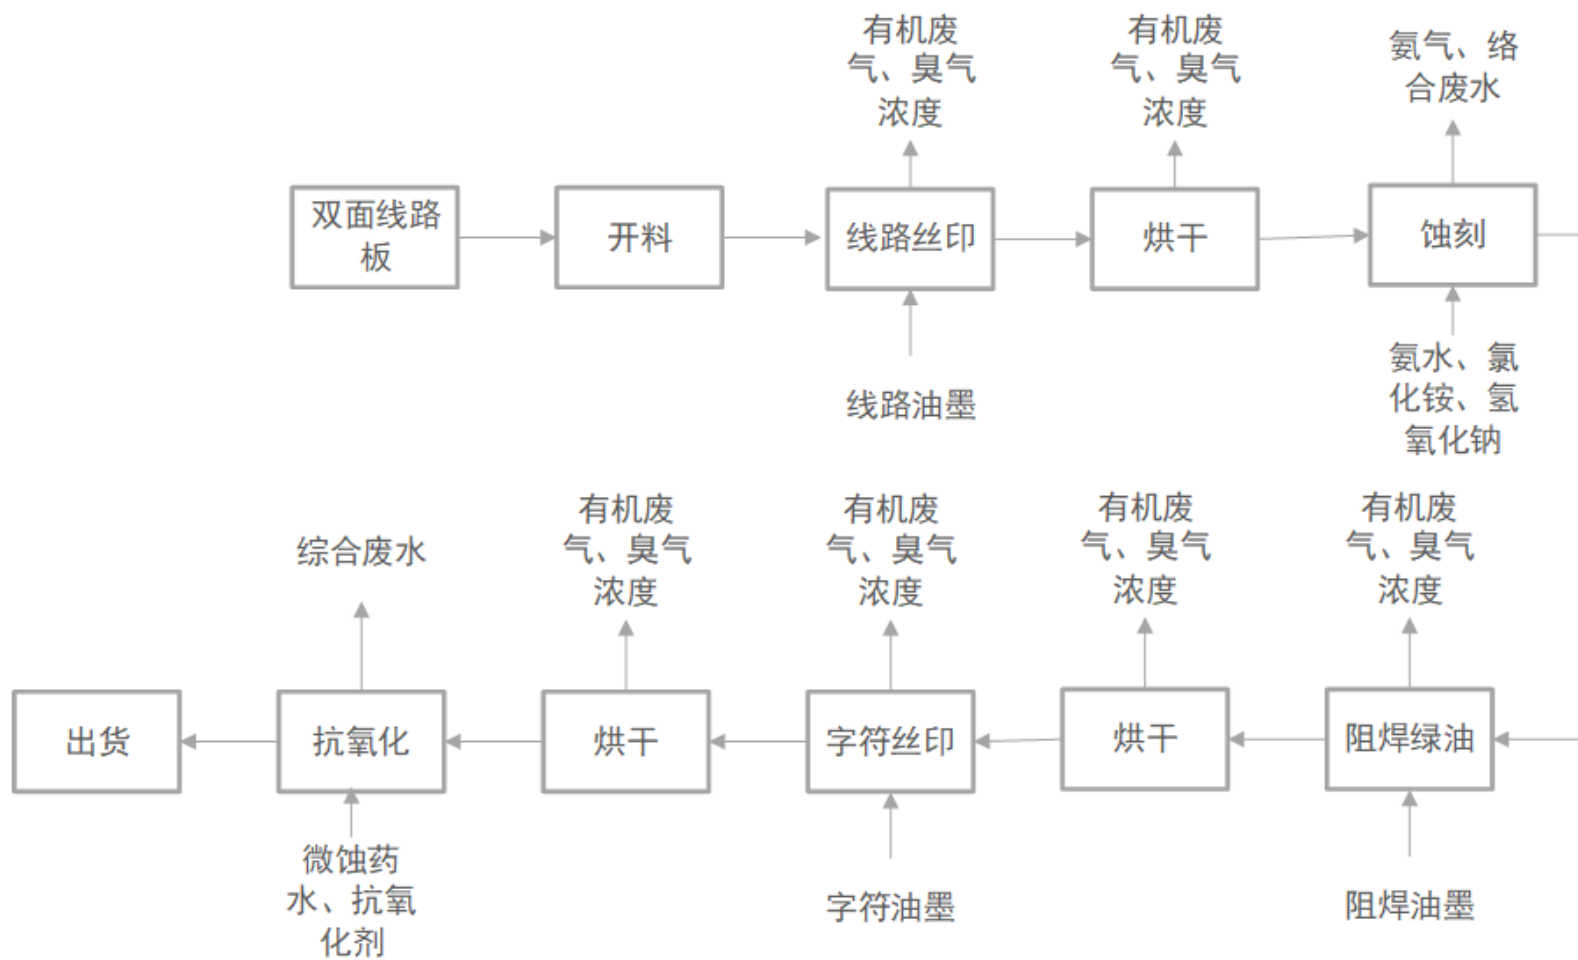 有机废
气、臭气
浓度
有机废
气、臭气
浓度
氨气、络
合废水
双面线路
板
开料
线路丝印
烘干
蚀刻
线路油墨
氨水、氯
化铵、氢
氧化钠
综合废水
有机废
气、臭气
浓度
有机废
气、臭气
浓度
有机废
气、臭气
浓度
有机废
气、臭气
浓度
出货
抗氧化
烘干
字符丝印
烘干
阻焊绿油
微蚀药
水、抗氧
化剂
字符油墨
阻焊油墨